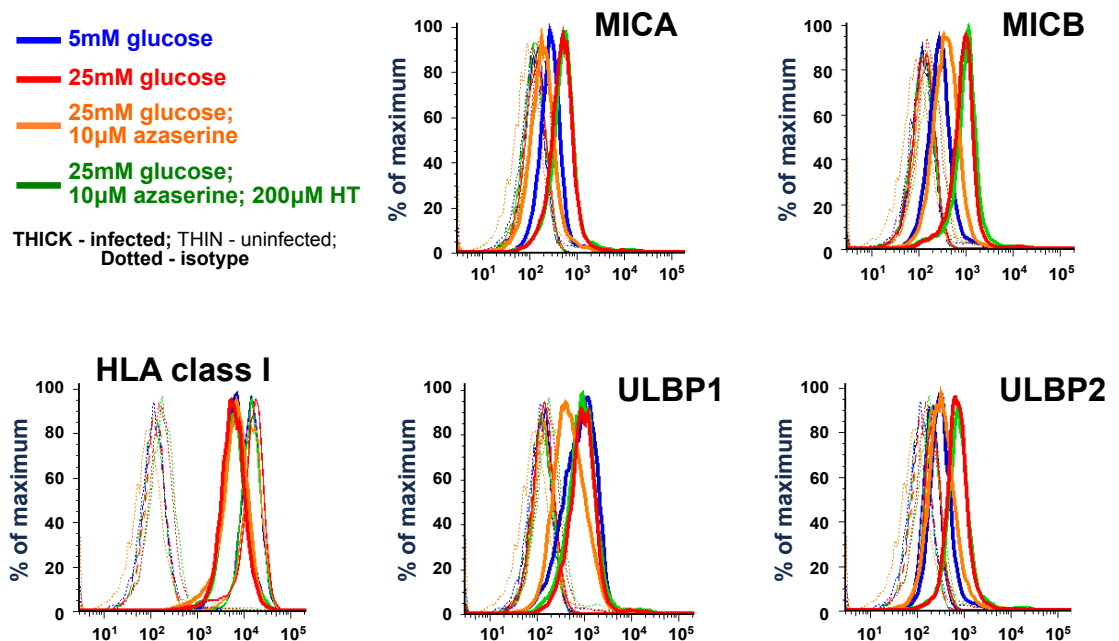 5mM glucose
25mM glucose
25mM glucose;
10µM azaserine
25mM glucose;
10µM azaserine; 200µM HT
THICK - infected; THIN - uninfected;
Dotted - isotype
MICA
% of maximum
100
80
60
40
20
0
10¹ 10² 10³ 10⁴ 10⁵
MICB
% of maximum
100
80
60
40
20
0
10¹ 10² 10³ 10⁴ 10⁵
HLA class I
% of maximum
100
80
60
40
20
0
10¹ 10² 10³ 10⁴ 10⁵
ULBP1
% of maximum
100
80
60
40
20
0
10¹ 10² 10³ 10⁴ 10⁵
ULBP2
% of maximum
100
80
60
40
20
0
10¹ 10² 10³ 10⁴ 10⁵